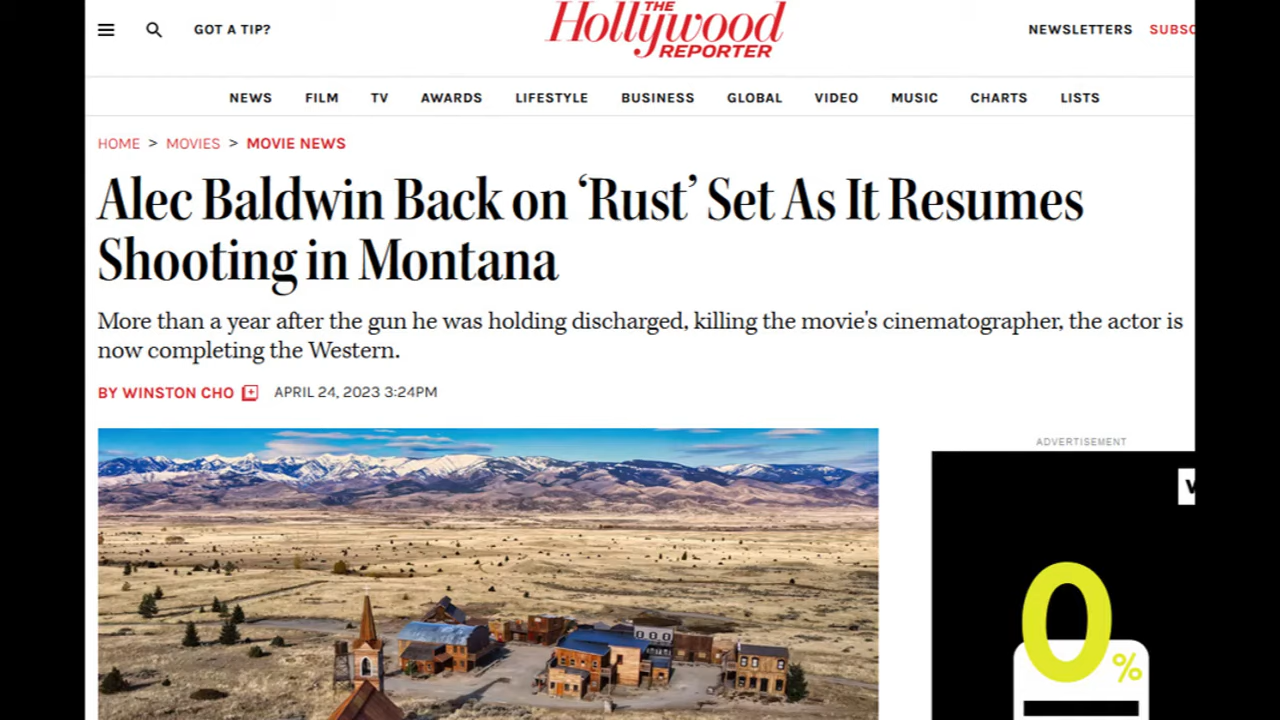 GOT A TIP?
THE
Hollywood
REPORTER
NEWSLETTERS
NEWS FILM TV AWARDS LIFESTYLE BUSINESS GLOBAL VIDEO MUSIC CHARTS LISTS
HOME > MOVIES > MOVIE NEWS
Alec Baldwin Back on ‘Rust’ Set As It Resumes
Shooting in Montana
More than a year after the gun he was holding discharged, killing the movie's cinematographer, the actor is
now completing the Western.
BY WINSTON CHO APRIL 24, 2023 3:24PM
ADVERTISEMENT
0%